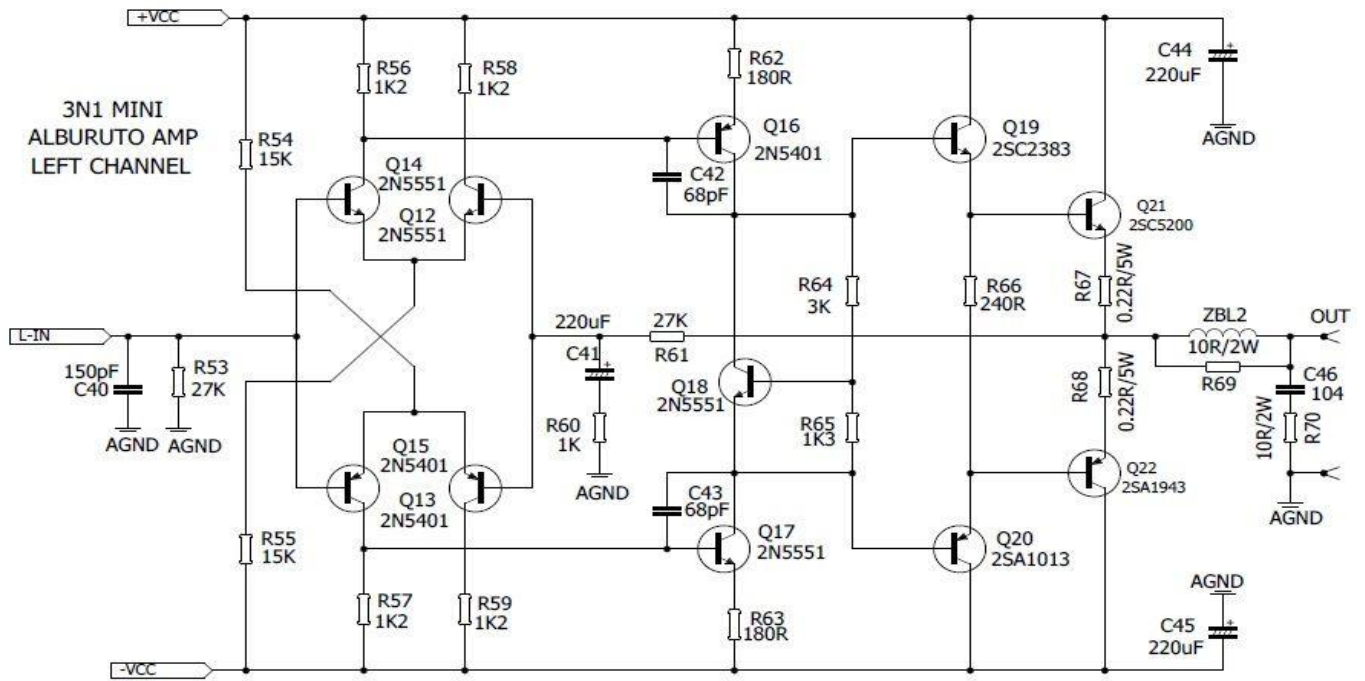 +VCC
3N1 MINI
ALBURUTO AMP
LEFT CHANNEL
R54
15K
R56
1K2
R58
1K2
R62
180R
C44
220uF
AGND
Q14
2N5551
Q12
2N5551
C42
68pF
Q16
2N5401
Q19
2SC2383
Q21
2SC5200
R64
3K
R66
240R
R67
0.22R/5W
L-IN
150pF
C40
AGND
R53
27K
AGND
220uF
C41
27K
R61
R60
1K
AGND
Q18
2N5551
R65
1K3
R68
0.22R/5W
ZBL2
10R/2W
R69
OUT
C46
104
10R/2W
R70
AGND
Q15
2N5401
Q13
2N5401
C43
68pF
Q17
2N5551
Q20
2SA1013
Q22
2SA1943
R55
15K
R57
1K2
R59
1K2
R63
180R
AGND
C45
220uF
-VCC